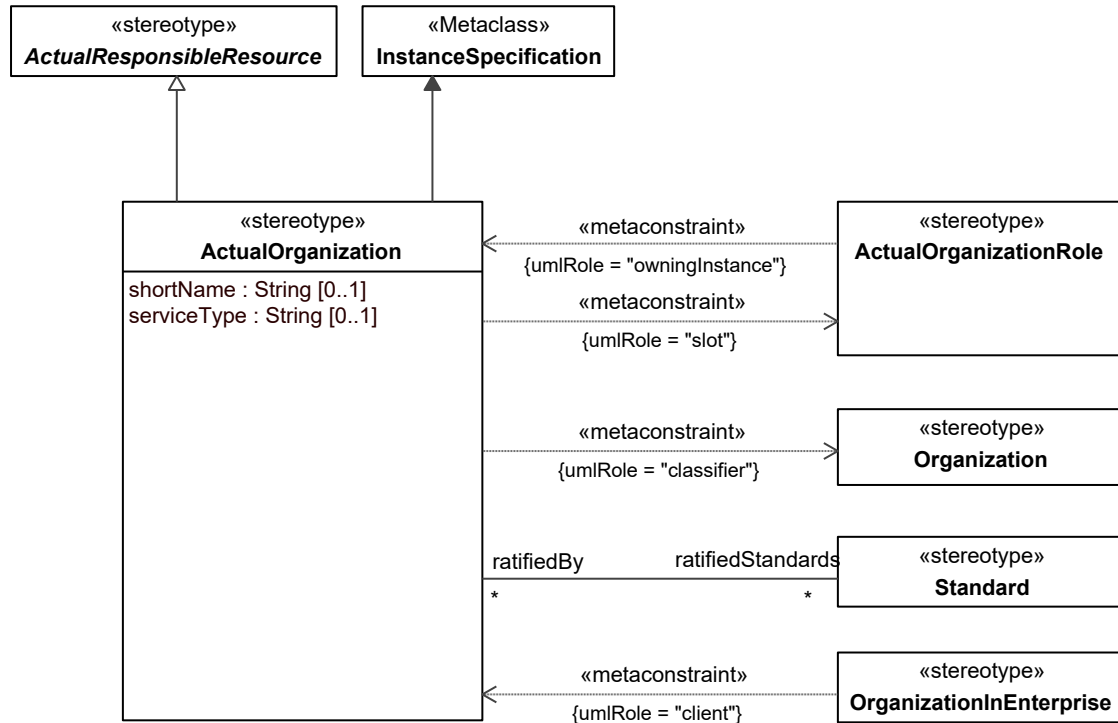 «stereotype»
ActualResponsibleResource
«Metaclass»
InstanceSpecification
«stereotype»
ActualOrganization
shortName : String [0..1]
serviceType : String [0..1]
«metaconstraint»
{umlRole = "owningInstance"}
«metaconstraint»
{umlRole = "slot"}
«stereotype»
ActualOrganizationRole
«metaconstraint»
{umlRole = "classifier"}
«stereotype»
Organization
ratifiedBy
*
ratifiedStandards
*
«stereotype»
Standard
«metaconstraint»
{umlRole = "client"}
«stereotype»
OrganizationInEnterprise